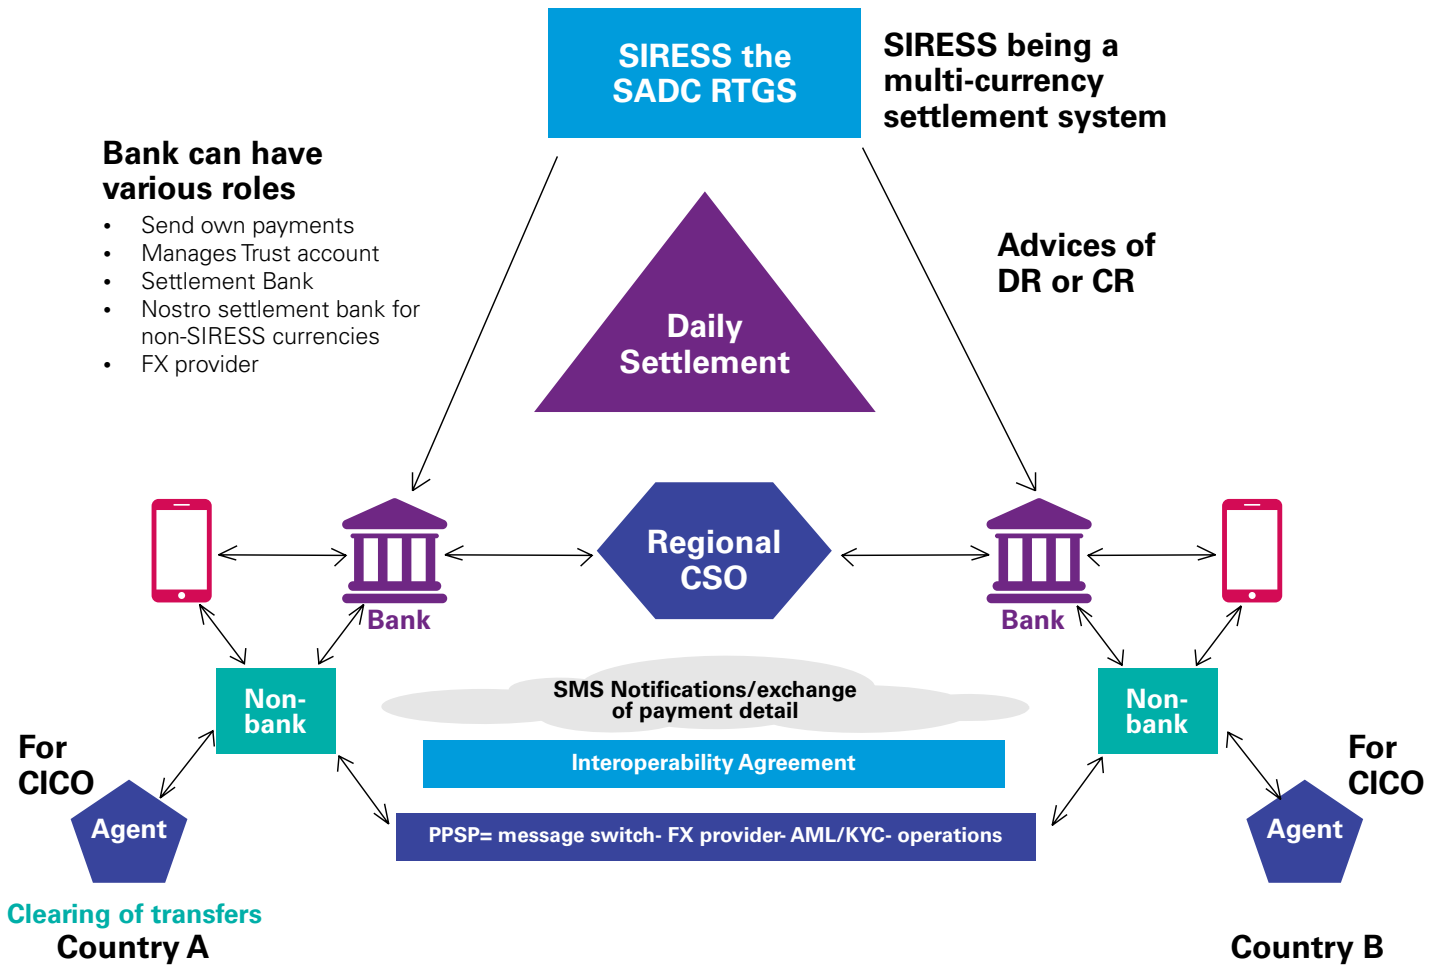 SIRESS the
SADC RTGS
SIRESS being a
multi-currency
settlement system
Bank can have
various roles
• Send own payments
• Manages Trust account
• Settlement Bank
• Nostro settlement bank for
non-SIRESS currencies
• FX provider
Advices of
DR or CR
Daily
Settlement
Regional
CSO
Bank
Bank
Non-
bank
SMS Notifications/exchange
of payment detail
Non-
bank
Interoperability Agreement
For
CICO
For
CICO
Agent
PPSP= message switch- FX provider- AML/KYC- operations
Agent
Clearing of transfers
Country A
Country B